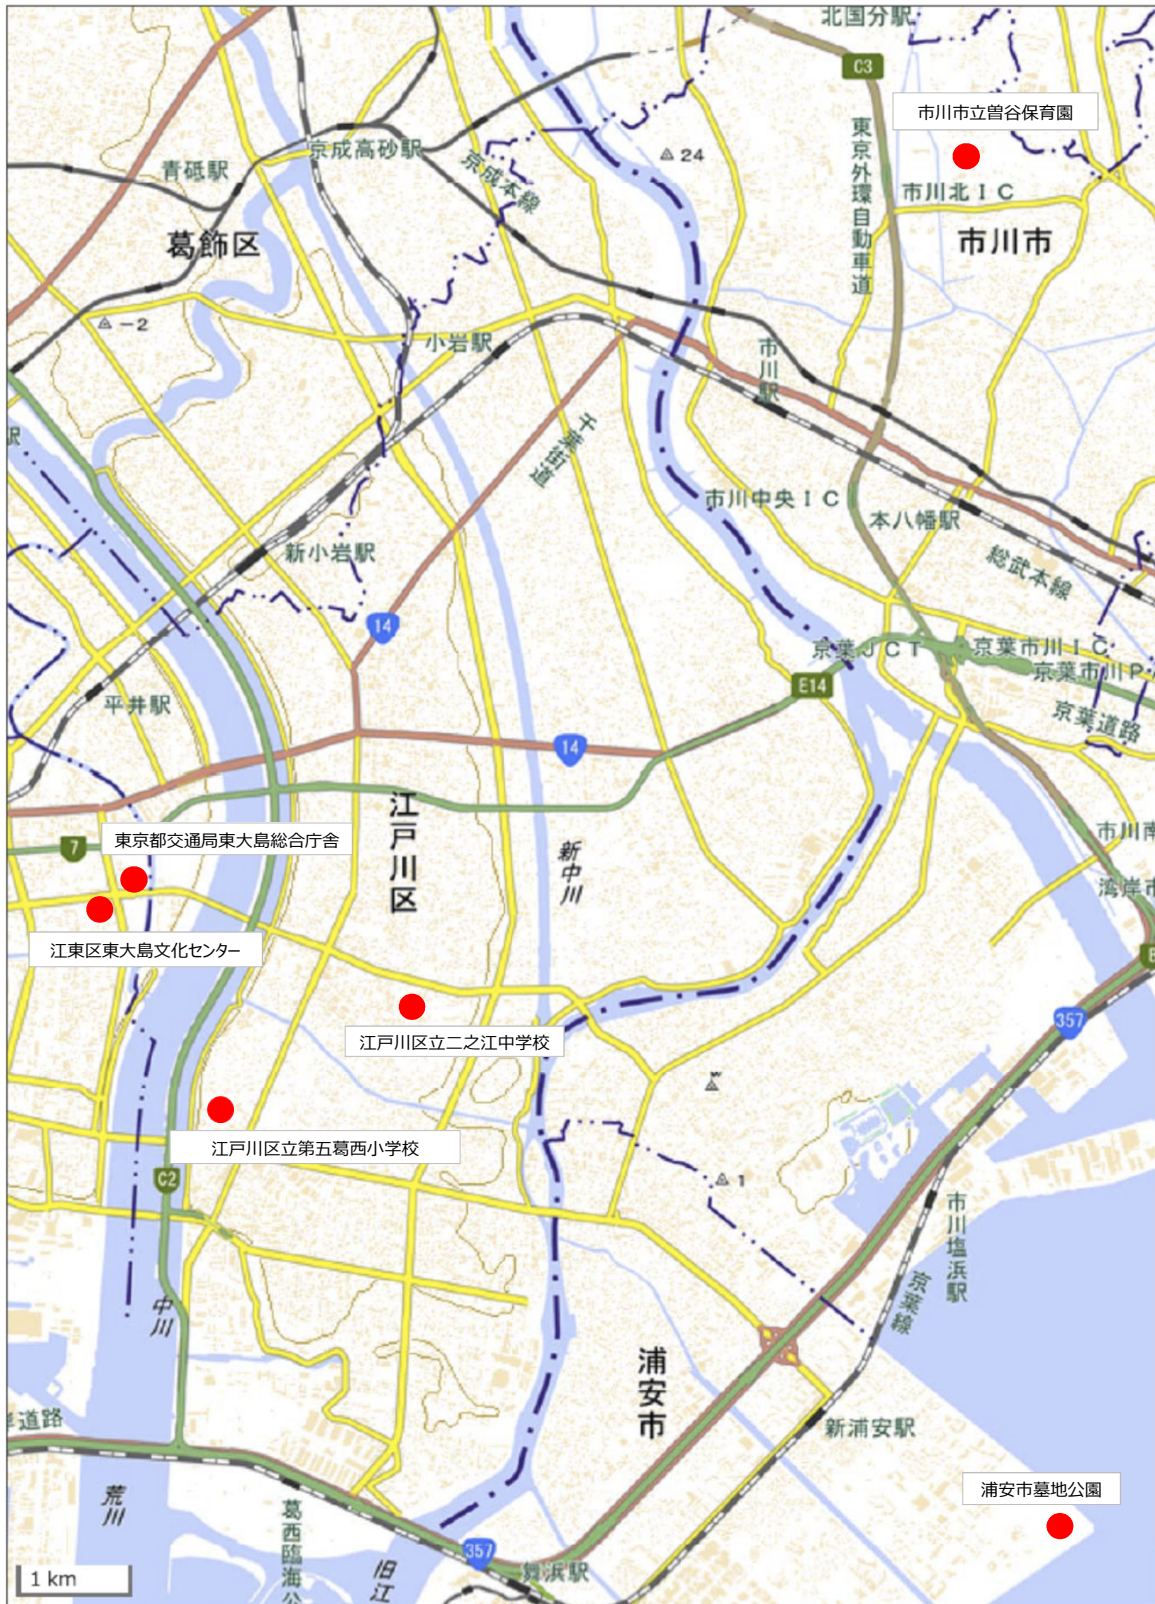 北国分駅
C3
市川市立曽谷保育園
24
東京外環自動車道
京成高砂駅
青砥駅
京成本線
市川北IC
葛飾区
市川市
-2
小岩駅
市川駅
千葉街道
駅
市川中央IC
本八幡駅
新小岩駅
総武本線
14
京葉JCT
京葉市川IC
京葉市川P
E14
平井駅
京葉道路
14
江戸川区
東京都交通局東大島総合庁舎
7
新中川
市川南
湾岸市
江東区東大島文化センター
E
357
江戸川区立二之江中学校
江戸川区立第五葛西小学校
C2
1
市川塩浜駅
京葉線
中川
浦安市
道路
新浦安駅
浦安市墓地公園
荒川
葛西臨海公
357
舞浜駅
旧江
1 km